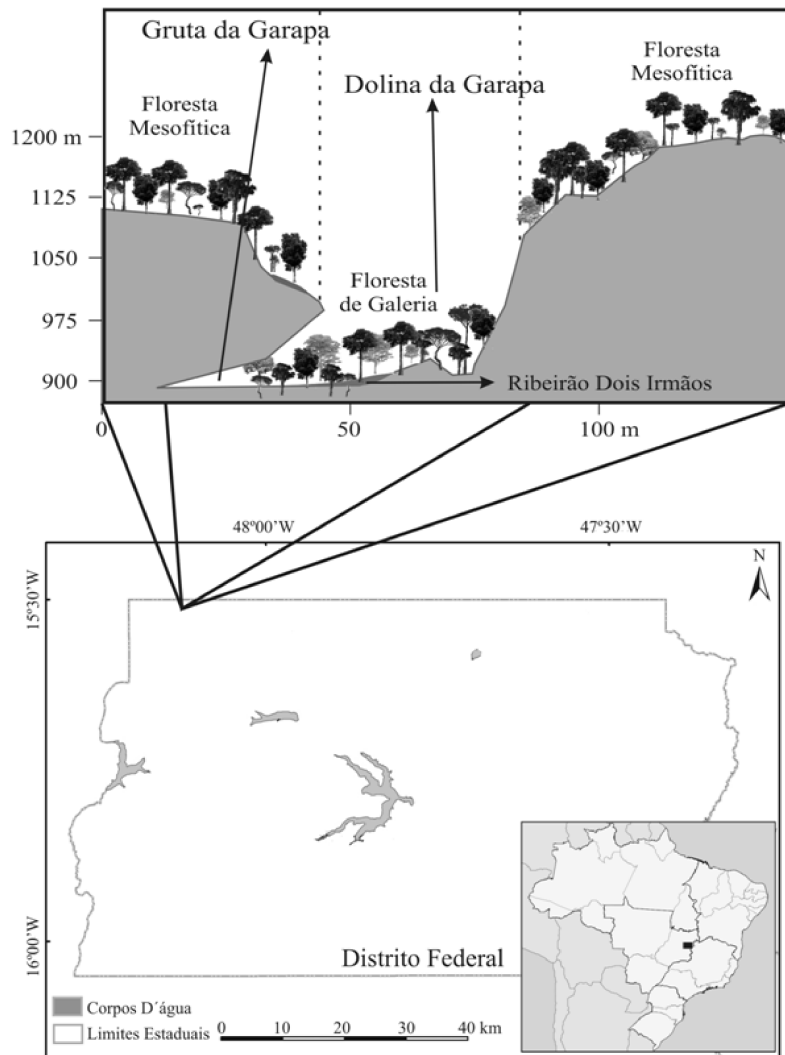 Gruta da Garapa
Floresta
Mesofítica
Dolina da Garapa
Floresta
Mesofítica
1200 m
1125
1050
975
900
Floresta
de Galeria
Ribeirão Dois Irmãos
0
50
100 m
48º00'W
47º30'W
N
15º30'W
16º00'W
Distrito Federal
Corpos D´água
Limites Estaduais
0
10
20
30
40 km